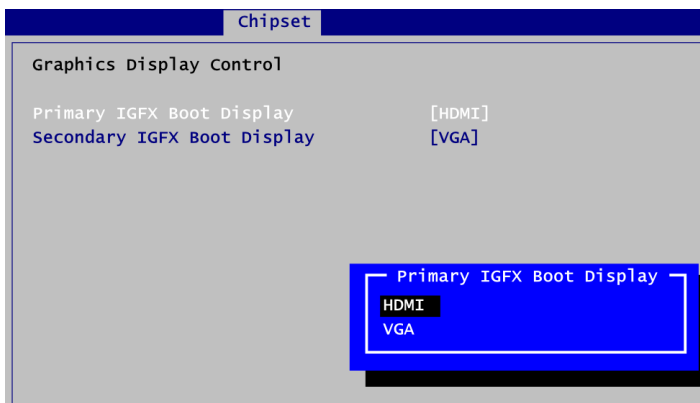 Chipset
Graphics Display Control
Primary IGFX Boot Display [HDMI]
Secondary IGFX Boot Display [VGA]
Primary IGFX Boot Display
HDMI
VGA